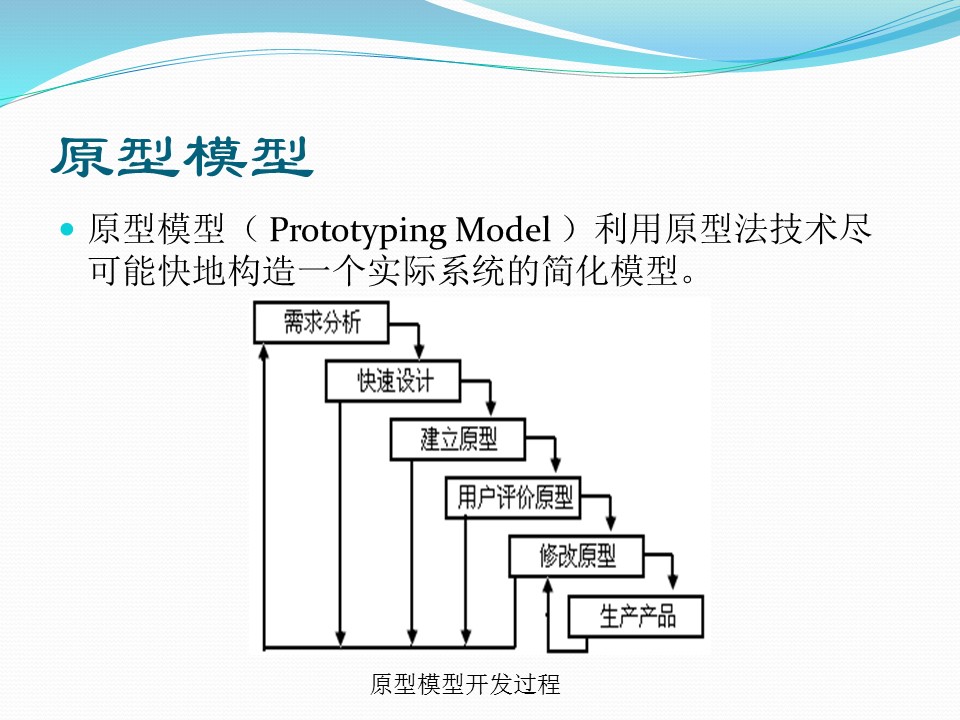 原型模型
原型模型（ Prototyping Model ）利用原型法技术尽
可能快地构造一个实际系统的简化模型。
需求分析
快速设计
建立原型
用户评价原型
修改原型
生产产品
原型模型开发过程